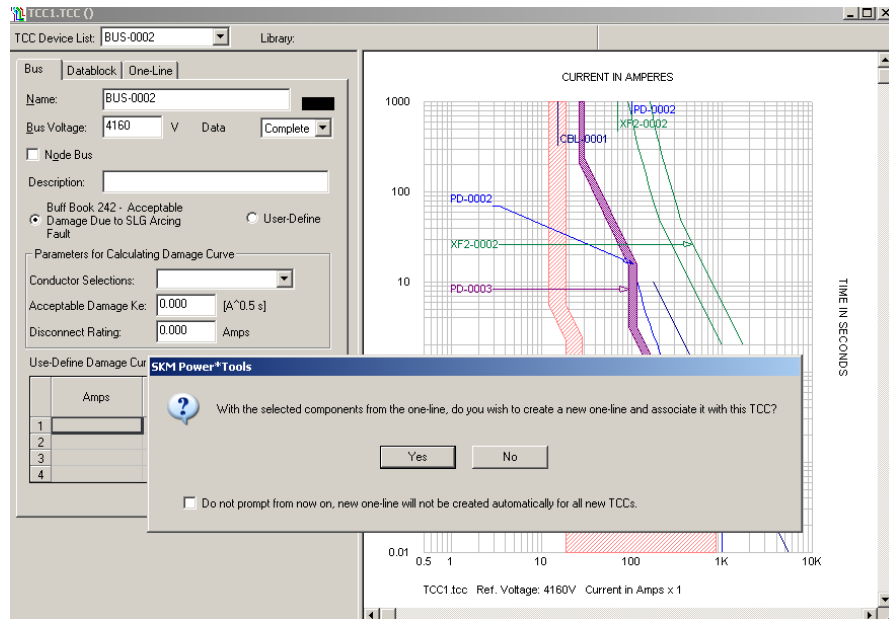 TCC1.TCC ()
TCC Device List: BUS-0002 Library:
Bus Datablock One-Line
Name: BUS-0002
Bus Voltage: 4160 V Data Complete
Node Bus
Description:
Buff Book 242 - Acceptable
Damage Due to SLG Arcing
Fault
User-Define
Parameters for Calculating Damage Curve
Conductor Selections:
Acceptable Damage Ke: 0.000 [A^0.5 s]
Disconnect Rating: 0.000 Amps
Use-Define Damage Cur
Amps
1
2
3
4
CURRENT IN AMPERES
1000
100
10
0.01
PD-0002
XF2-0002
CBL-0001
PD-0002
XF2-0002
PD-0003
TIME IN SECONDS
0.5 1 10 100 1K 10K
TCC1.tcc Ref. Voltage: 4160V Current in Amps x 1
SKM Power*Tools
With the selected components from the one-line, do you wish to create a new one-line and associate it with this TCC?
Yes No
Do not prompt from now on, new one-line will not be created automatically for all new TCCs.